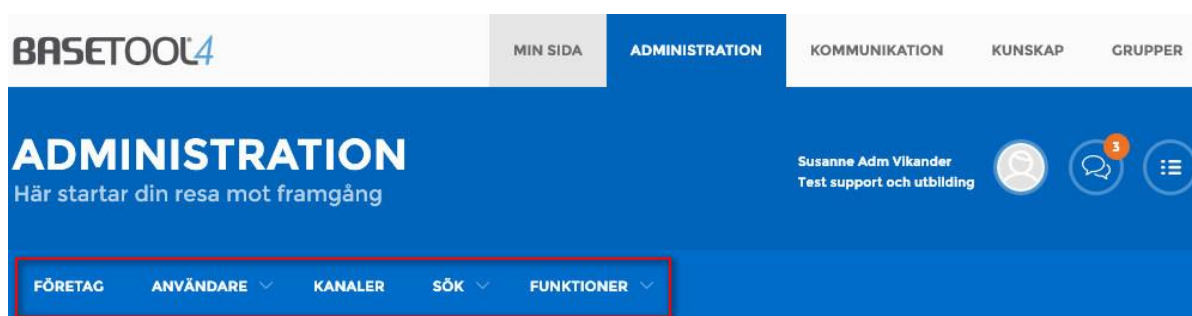 BASETOOL4
MIN SIDA ADMINISTRATION KOMMUNIKATION KUNSKAP GRUPPER
ADMINISTRATION
Här startar din resa mot framgång
Susanne Adm Vikander
Test support och utbildning
3
FÖRETAG ANVÄNDARE KANALER SÖK FUNKTIONER